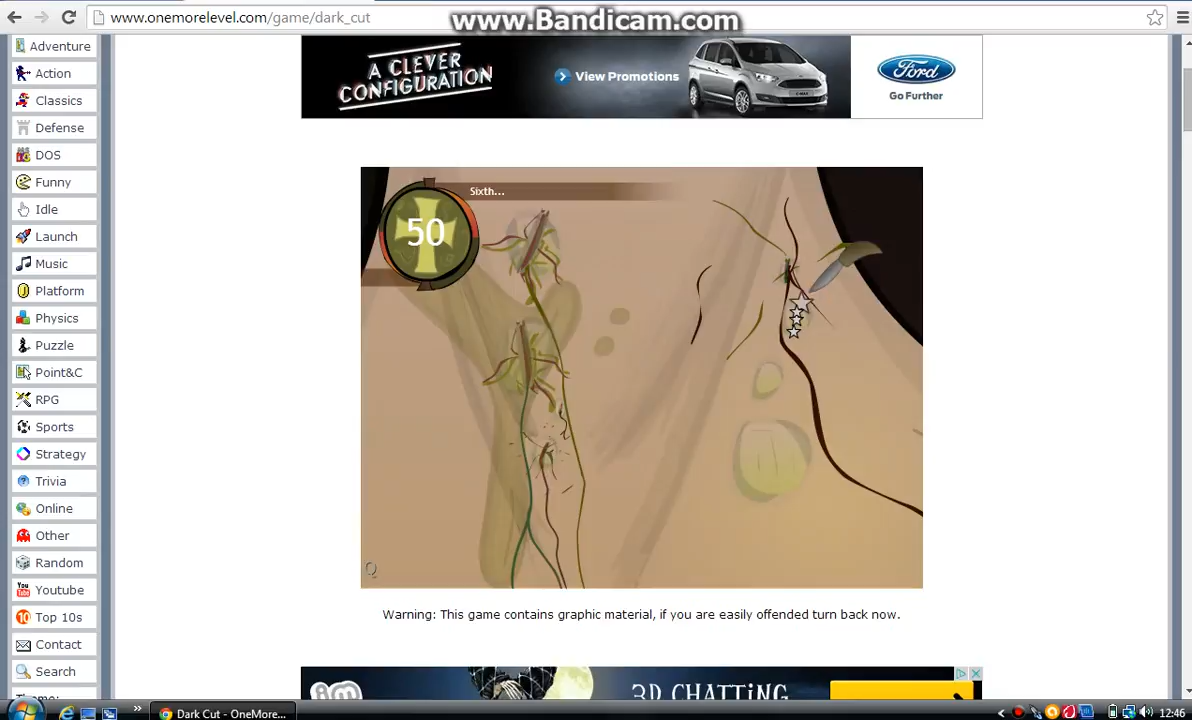 www.onemorelevel.com/game/dark_cut
www.Bandicam.com
Adventure
Action
Classics
Defense
DOS
Funny
Idle
Launch
Music
Platform
Physics
Puzzle
Point&C
RPG
Sports
Strategy
Trivia
Online
Other
Random
Youtube
Top 10s
Contact
Search
Theme:
A CLEVER
CONFIGURATION
View Promotions
Ford
Go Further
Sixth...
50
Warning: This game contains graphic material, if you are easily offended turn back now.
im
3D CHATTING
Dark Cut - OneMore...
12:46